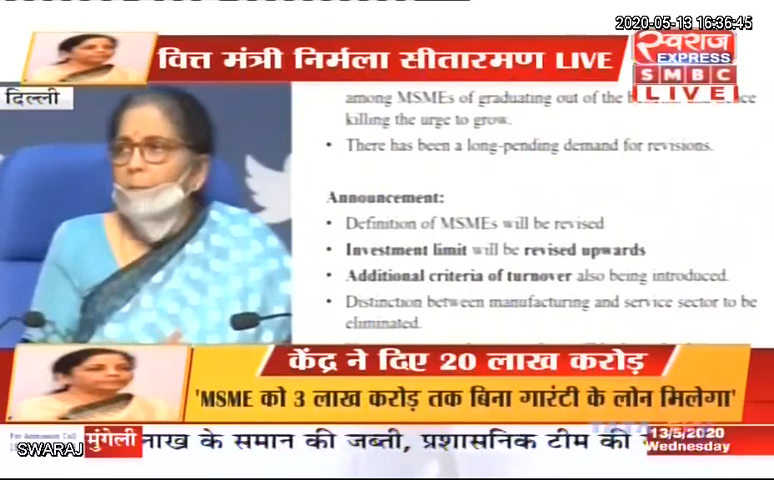 2020-05-13 16:36:45
वित्त मंत्री निर्मला सीतारमण LIVE
स्वराज
EXPRESS
SMBC
LIVE
दिल्ली
among MSMEs of graduating out of the
killing the urge to grow.
• There has been a long-pending demand for revisions.
Announcement:
• Definition of MSMEs will be revised
• Investment limit will be revised upwards
• Additional criteria of turnover also being introduced.
• Distinction between manufacturing and service sector to be
eliminated.
केंद्र ने दिए 20 लाख करोड़
'MSME को 3 लाख करोड़ तक बिना गारंटी के लोन मिलेगा'
SWARAJ
मुंगेली
नाख के समान की जब्ती, प्रशासनिक टीम की
13/5/2020
Wednesday